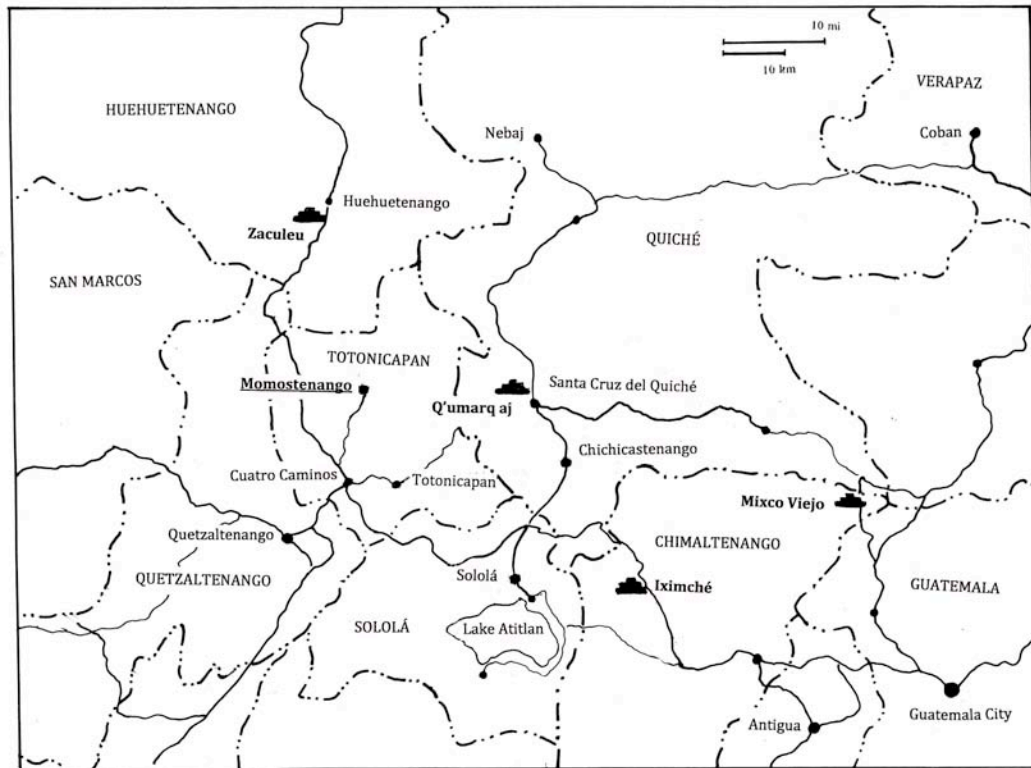 10 mi
10 km
HUEHUETENANGO
VERAPAZ
Nebaj
Coban
Huehuetenango
Zaculeu
QUICHÉ
SAN MARCOS
TOTONICAPAN
Momostenango
Santa Cruz del Quiché
Q'umarq aj
Chichicastenango
Cuatro Caminos
Totonicapan
Mixco Viejo
Quetzaltenango
CHIMALTENANGO
QUETZALTENANGO
Sololá
Iximché
GUATEMALA
SOLOLÁ
Lake Atitlan
Antigua
Guatemala City